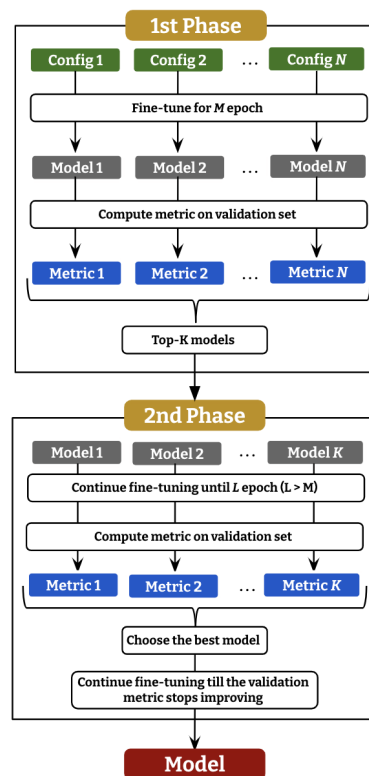 1st Phase
Config 1 Config 2 ... Config N
Fine-tune for M epoch
Model 1 Model 2 ... Model N
Compute metric on validation set
Metric 1 Metric 2 ... Metric N
Top-K models
2nd Phase
Model 1 Model 2 ... Model K
Continue fine-tuning until L epoch (L > M)
Compute metric on validation set
Metric 1 Metric 2 ... Metric K
Choose the best model
Continue fine-tuning till the validation
metric stops improving
Model